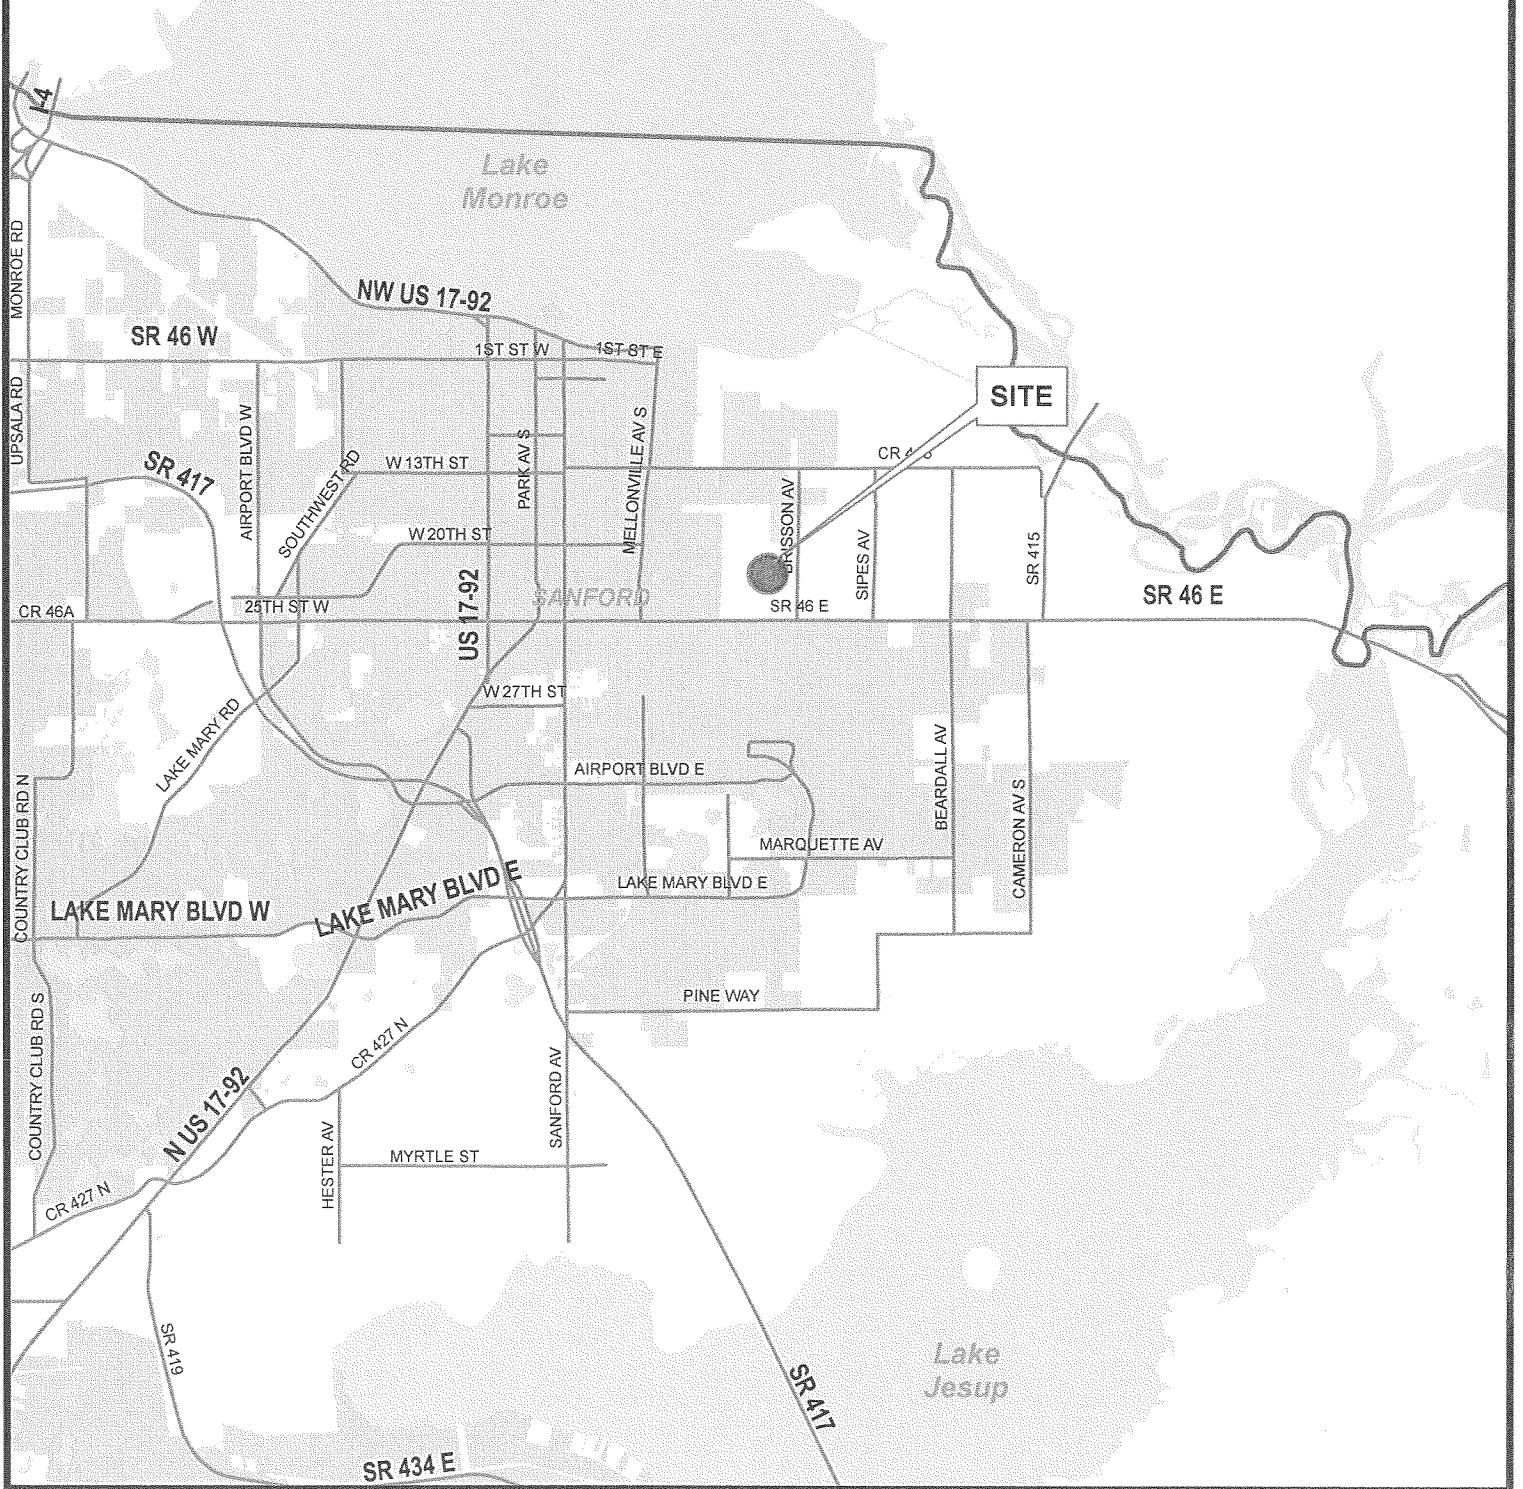 I-4
Lake
Monroe
MONROE RD
NW US 17-92
SR 46 W
1ST ST W
1ST ST E
UPSALA RD
SITE
AIRPORT BLVD W
PARK AV S
MELLONVILLE AV S
SR 417
W 13TH ST
SOUTHWEST RD
W 20TH ST
SIPES AV
SR 415
SR 46 E
CR 46A
25TH ST W
US 17-92
SANFORD
SR 46 E
W 27TH ST
LAKE MARY RD
AIRPORT BLVD E
BEARDALL AV
CAMERON AV S
COUNTRY CLUB RD N
MARQUETTE AV
LAKE MARY BLVD E
LAKE MARY BLVD E
LAKE MARY BLVD W
PINE WAY
COUNTRY CLUB RD S
CR 427 N
SANFORD AV
N US 17-92
HESTER AV
MYRTLE ST
CR 427 N
SR 419
Lake
Jesup
SR 417
SR 434 E